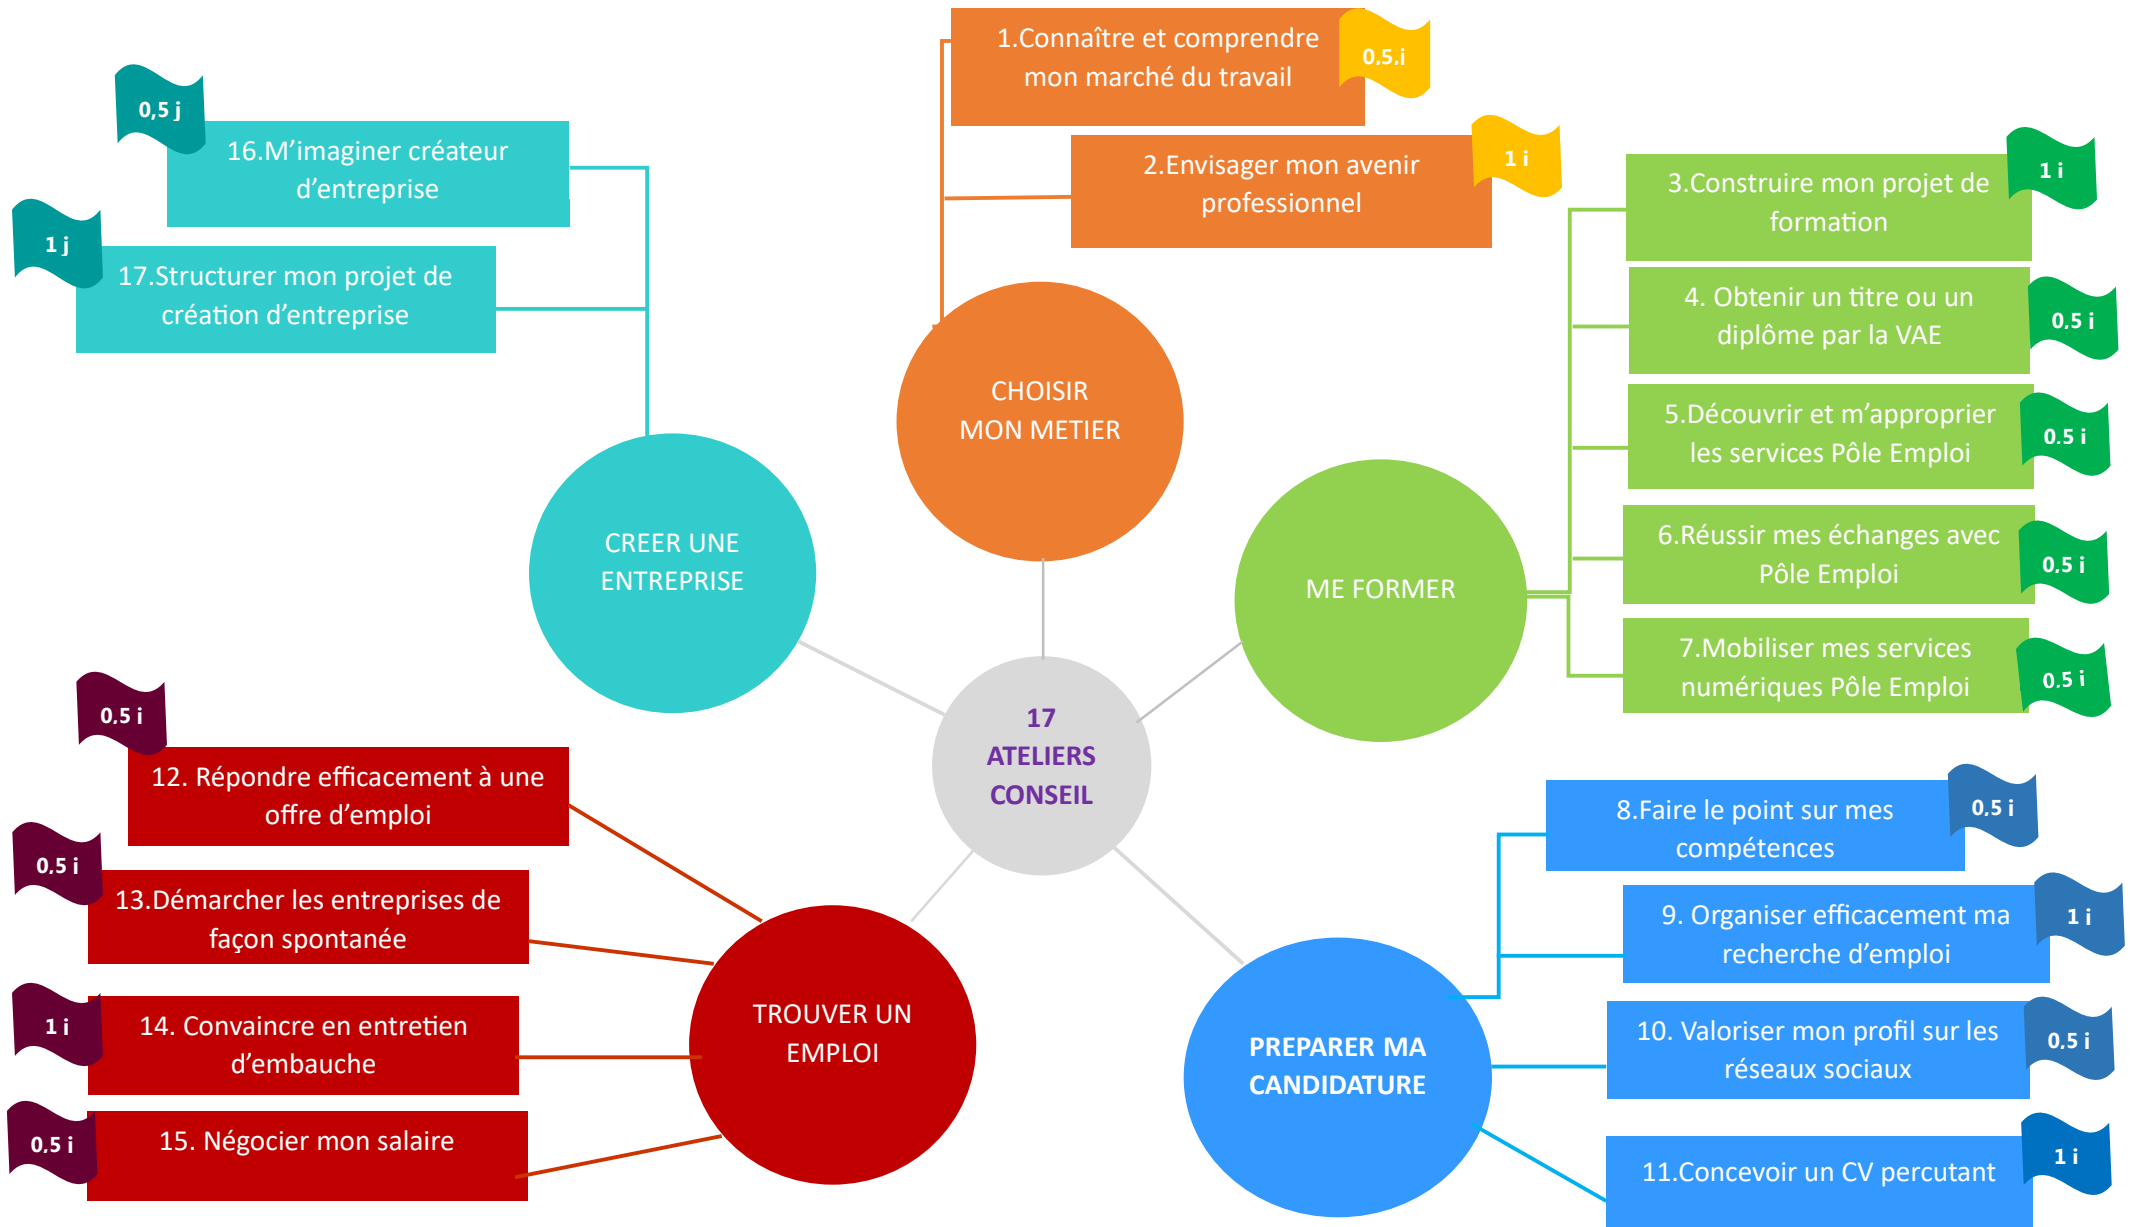 1.Connaître et comprendre
mon marché du travail
0,5,i
2.Envisager mon avenir
professionnel
1 i
0,5 j
16.M’imaginer créateur
d’entreprise
1 j
17.Structurer mon projet de
création d’entreprise
3.Construire mon projet de
formation
1 i
4. Obtenir un titre ou un
diplôme par la VAE
0.5 i
5.Découvrir et m’approprier
les services Pôle Emploi
0.5 i
6.Réussir mes échanges avec
Pôle Emploi
0.5 i
7.Mobiliser mes services
numériques Pôle Emploi
0.5 i
CHOISIR
MON METIER
CREER UNE
ENTREPRISE
ME FORMER
17
ATELIERS
CONSEIL
0.5 i
12. Répondre efficacement à une
offre d’emploi
0.5 i
13.Démarcher les entreprises de
façon spontanée
1 i
14. Convaincre en entretien
d’embauche
0.5 i
15. Négocier mon salaire
TROUVER UN
EMPLOI
PREPARER MA
CANDIDATURE
8.Faire le point sur mes
compétences
0.5 i
9. Organiser efficacement ma
recherche d’emploi
1 i
10. Valoriser mon profil sur les
réseaux sociaux
0.5 i
11.Concevoir un CV percutant
1 i